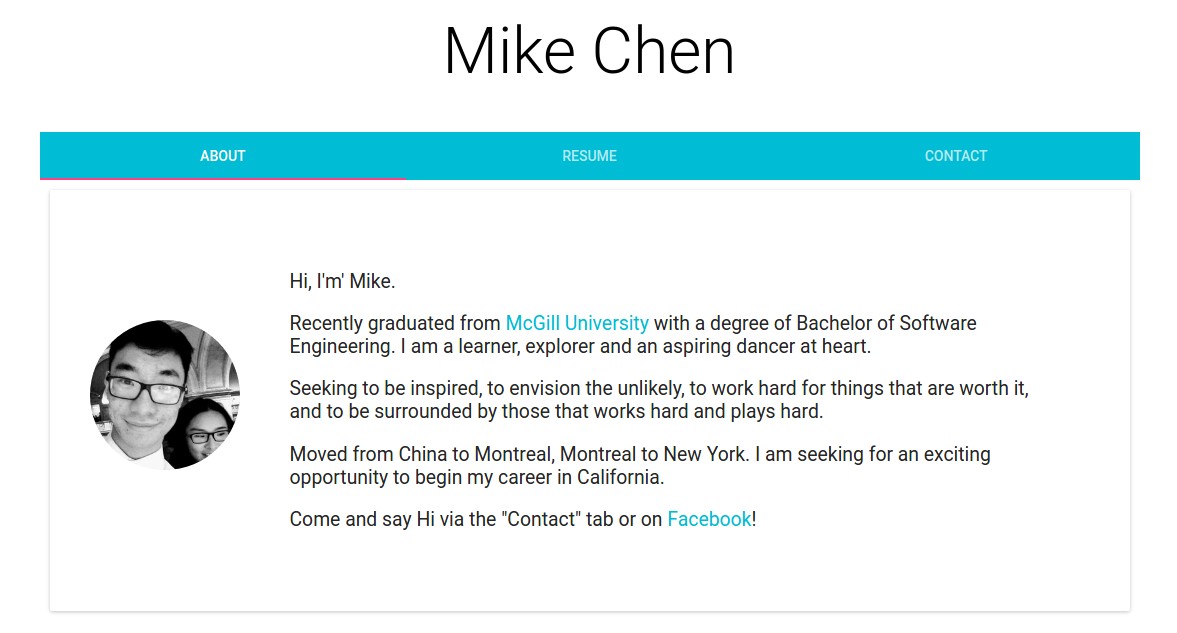 Mike Chen
ABOUT RESUME CONTACT
Hi, I'm' Mike.
Recently graduated from McGill University with a degree of Bachelor of Software
Engineering. I am a learner, explorer and an aspiring dancer at heart.
Seeking to be inspired, to envision the unlikely, to work hard for things that are worth it,
and to be surrounded by those that works hard and plays hard.
Moved from China to Montreal, Montreal to New York. I am seeking for an exciting
opportunity to begin my career in California.
Come and say Hi via the "Contact" tab or on Facebook!